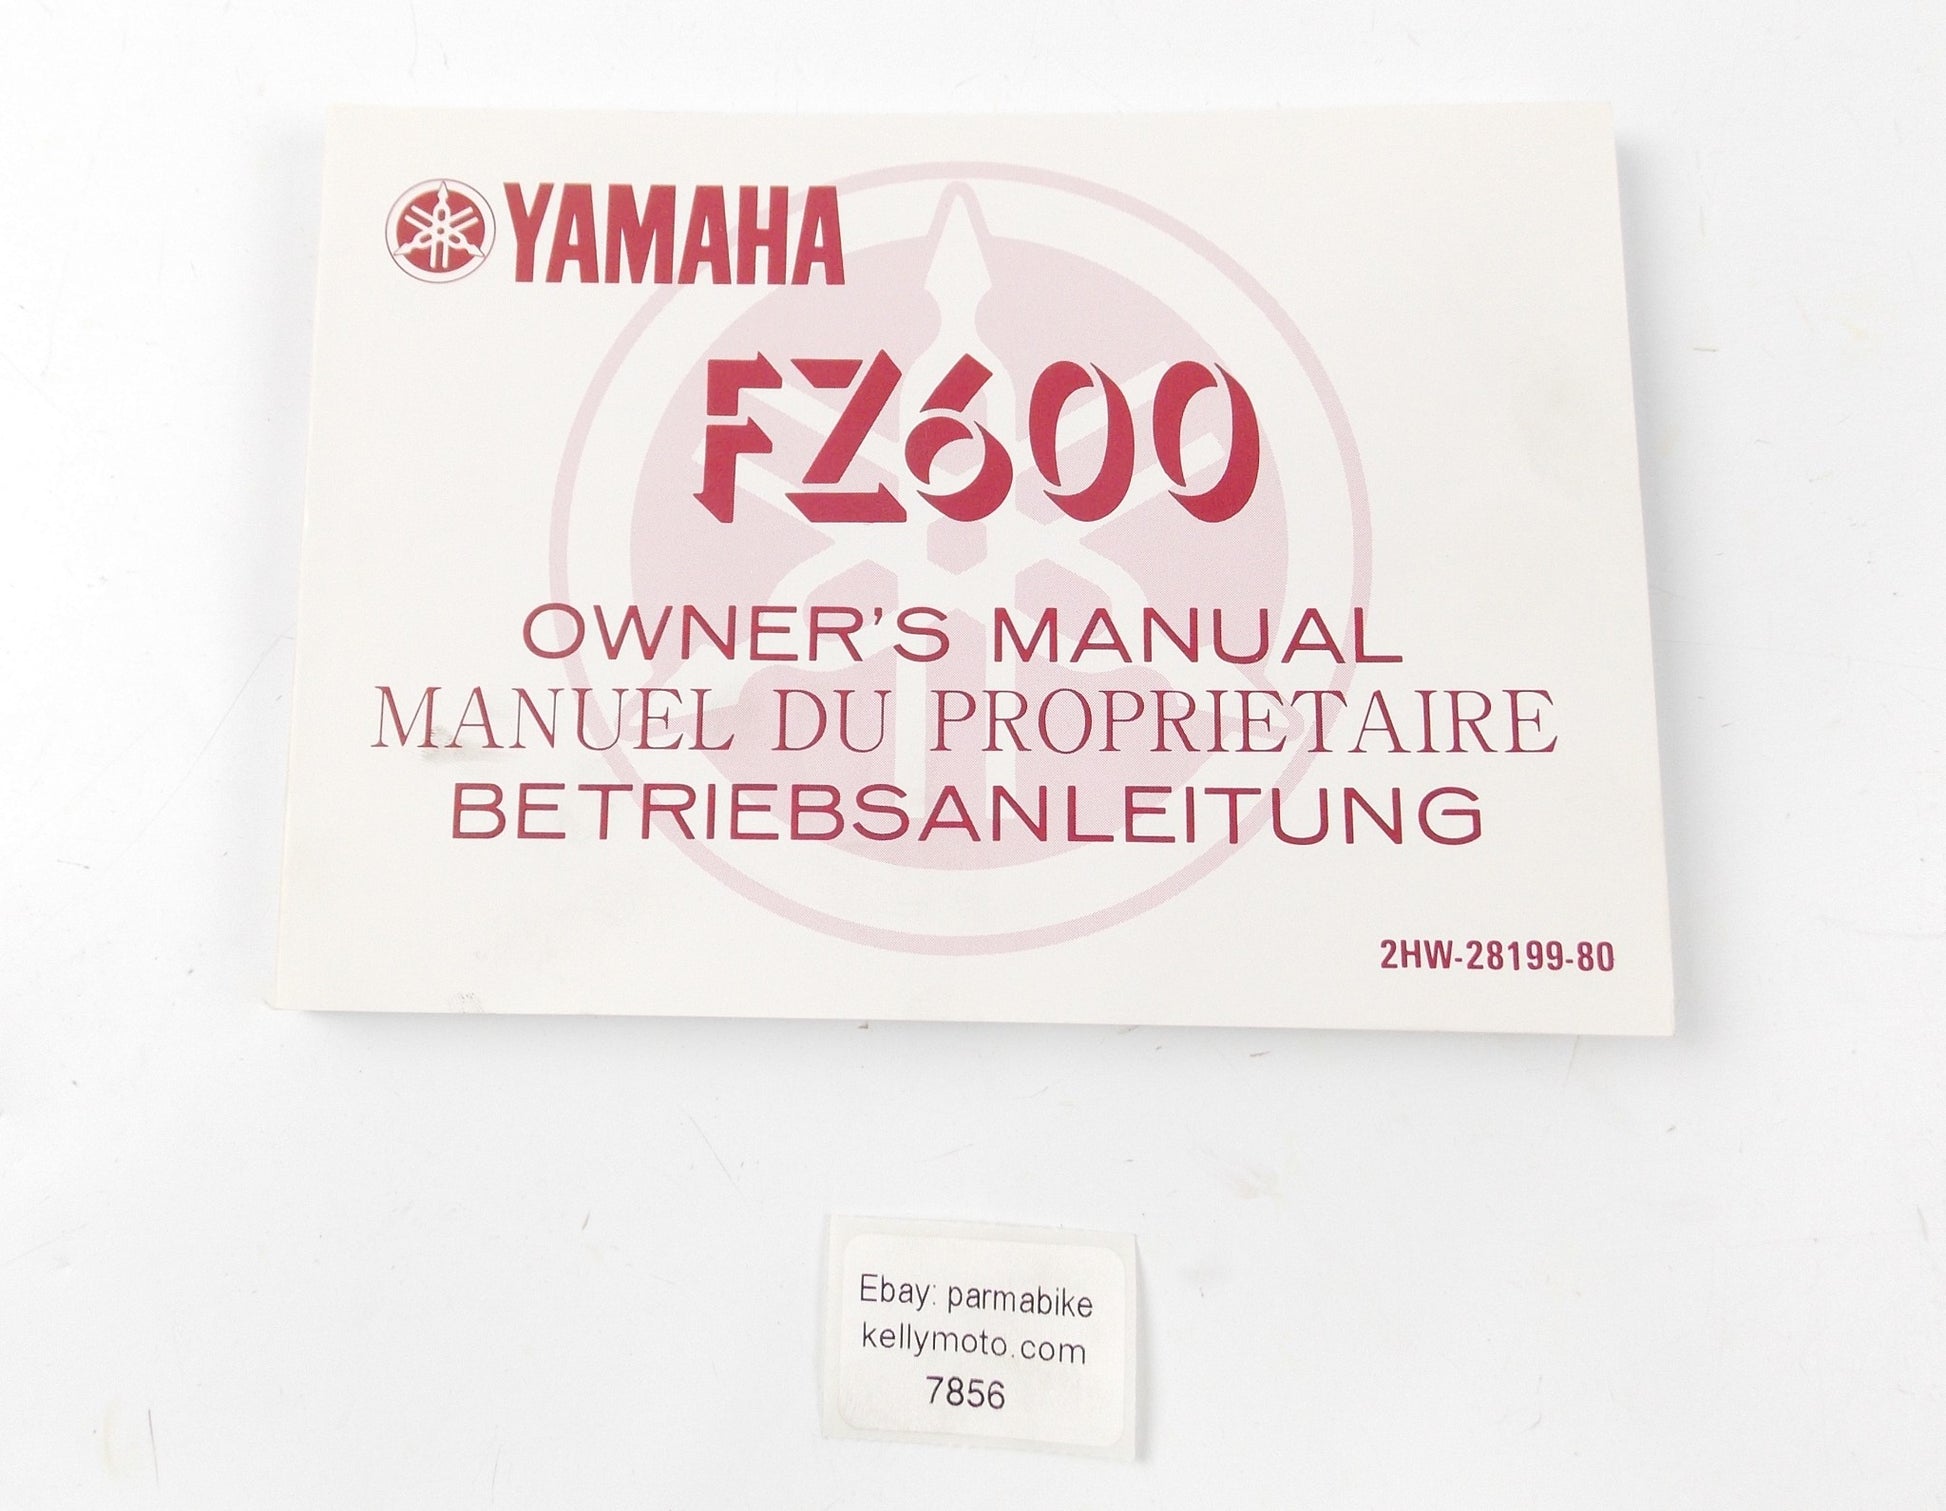 YAMAHA
FZ600
OWNER'S MANUAL
MANUEL DU PROPRIETAIRE
BETRIEBSANLEITUNG
2HW-28199-80
Ebay: parmabike
kellymoto.com
7856